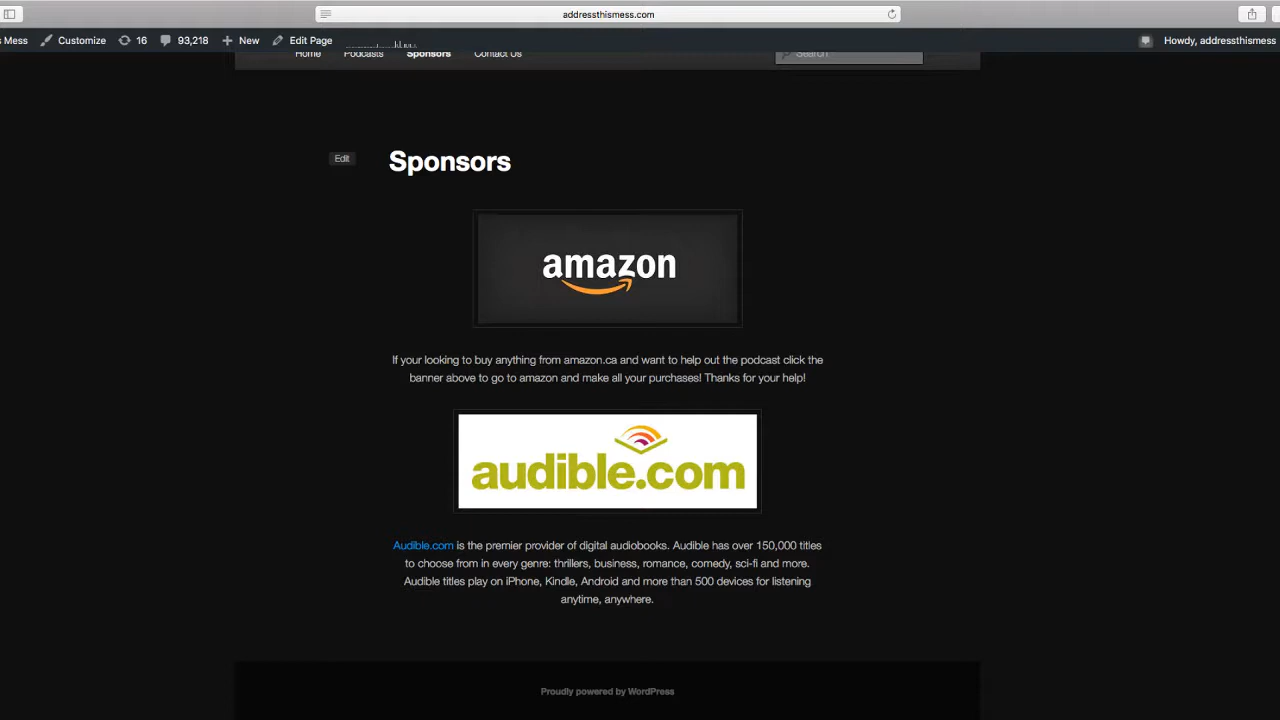 addressthismess.com
s Mess Customize 16 93,218 New Edit Page Howdy, addressthismess
Home Podcasts Sponsors Contact Us Search
Edit Sponsors
amazon
If your looking to buy anything from amazon.ca and want to help out the podcast click the
banner above to go to amazon and make all your purchases! Thanks for your help!
audible.com
Audible.com is the premier provider of digital audiobooks. Audible has over 150,000 titles
to choose from in every genre: thrillers, business, romance, comedy, sci-fi and more.
Audible titles play on iPhone, Kindle, Android and more than 500 devices for listening
anytime, anywhere.
Proudly powered by WordPress